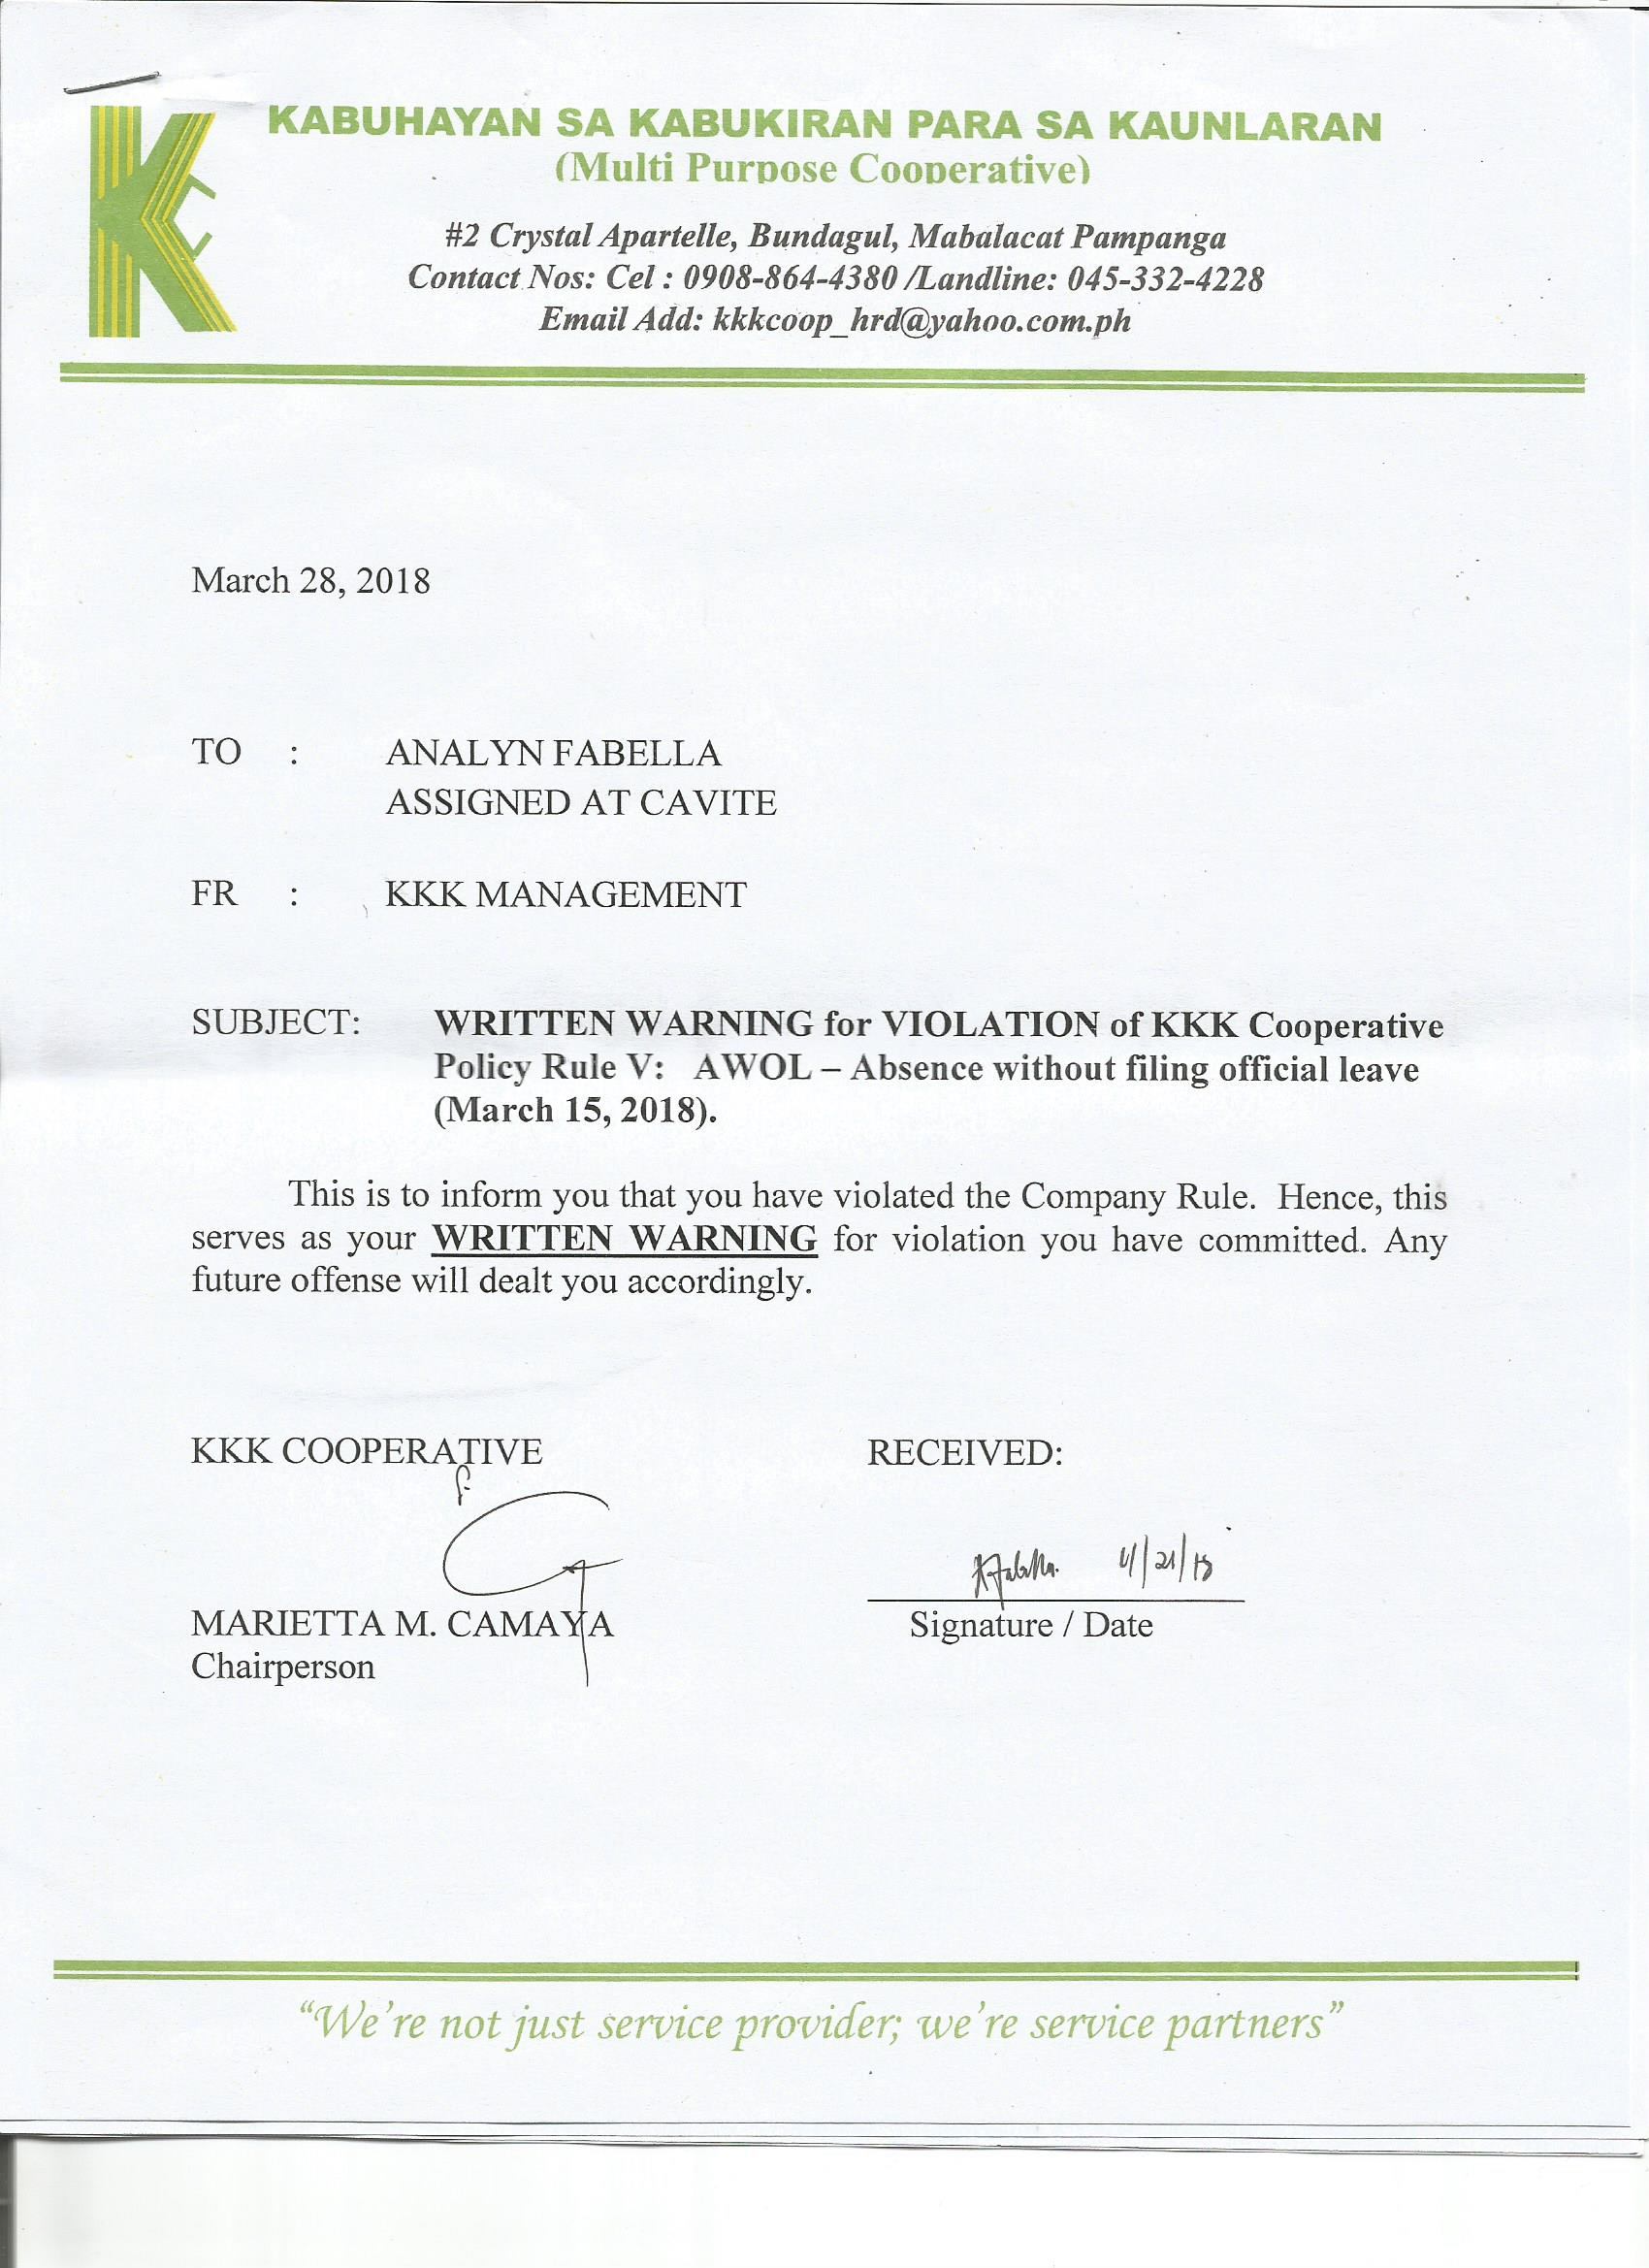 KABUHAYAN SA KABUKIRAN PARA SA KAUNLARAN
(Multi Purpose Cooperative)
#2 Crystal Apartelle, Bundagul, Mabalacat Pampanga
Contact Nos: Cel : 0908-864-4380 /Landline: 045-332-4228
Email Add: kkkcoop_hrd@yahoo.com.ph
March 28, 2018
TO : ANALYN FABELLA
ASSIGNED AT CAVITE
FR : KKK MANAGEMENT
SUBJECT: WRITTEN WARNING for VIOLATION of KKK Cooperative
Policy Rule V: AWOL – Absence without filing official leave
(March 15, 2018).
This is to inform you that you have violated the Company Rule. Hence, this
serves as your WRITTEN WARNING for violation you have committed. Any
future offense will dealt you accordingly.
KKK COOPERATIVE RECEIVED:
MARIETTA M. CAMAYA Signature / Date
Chairperson
“We’re not just service provider; we’re service partners”